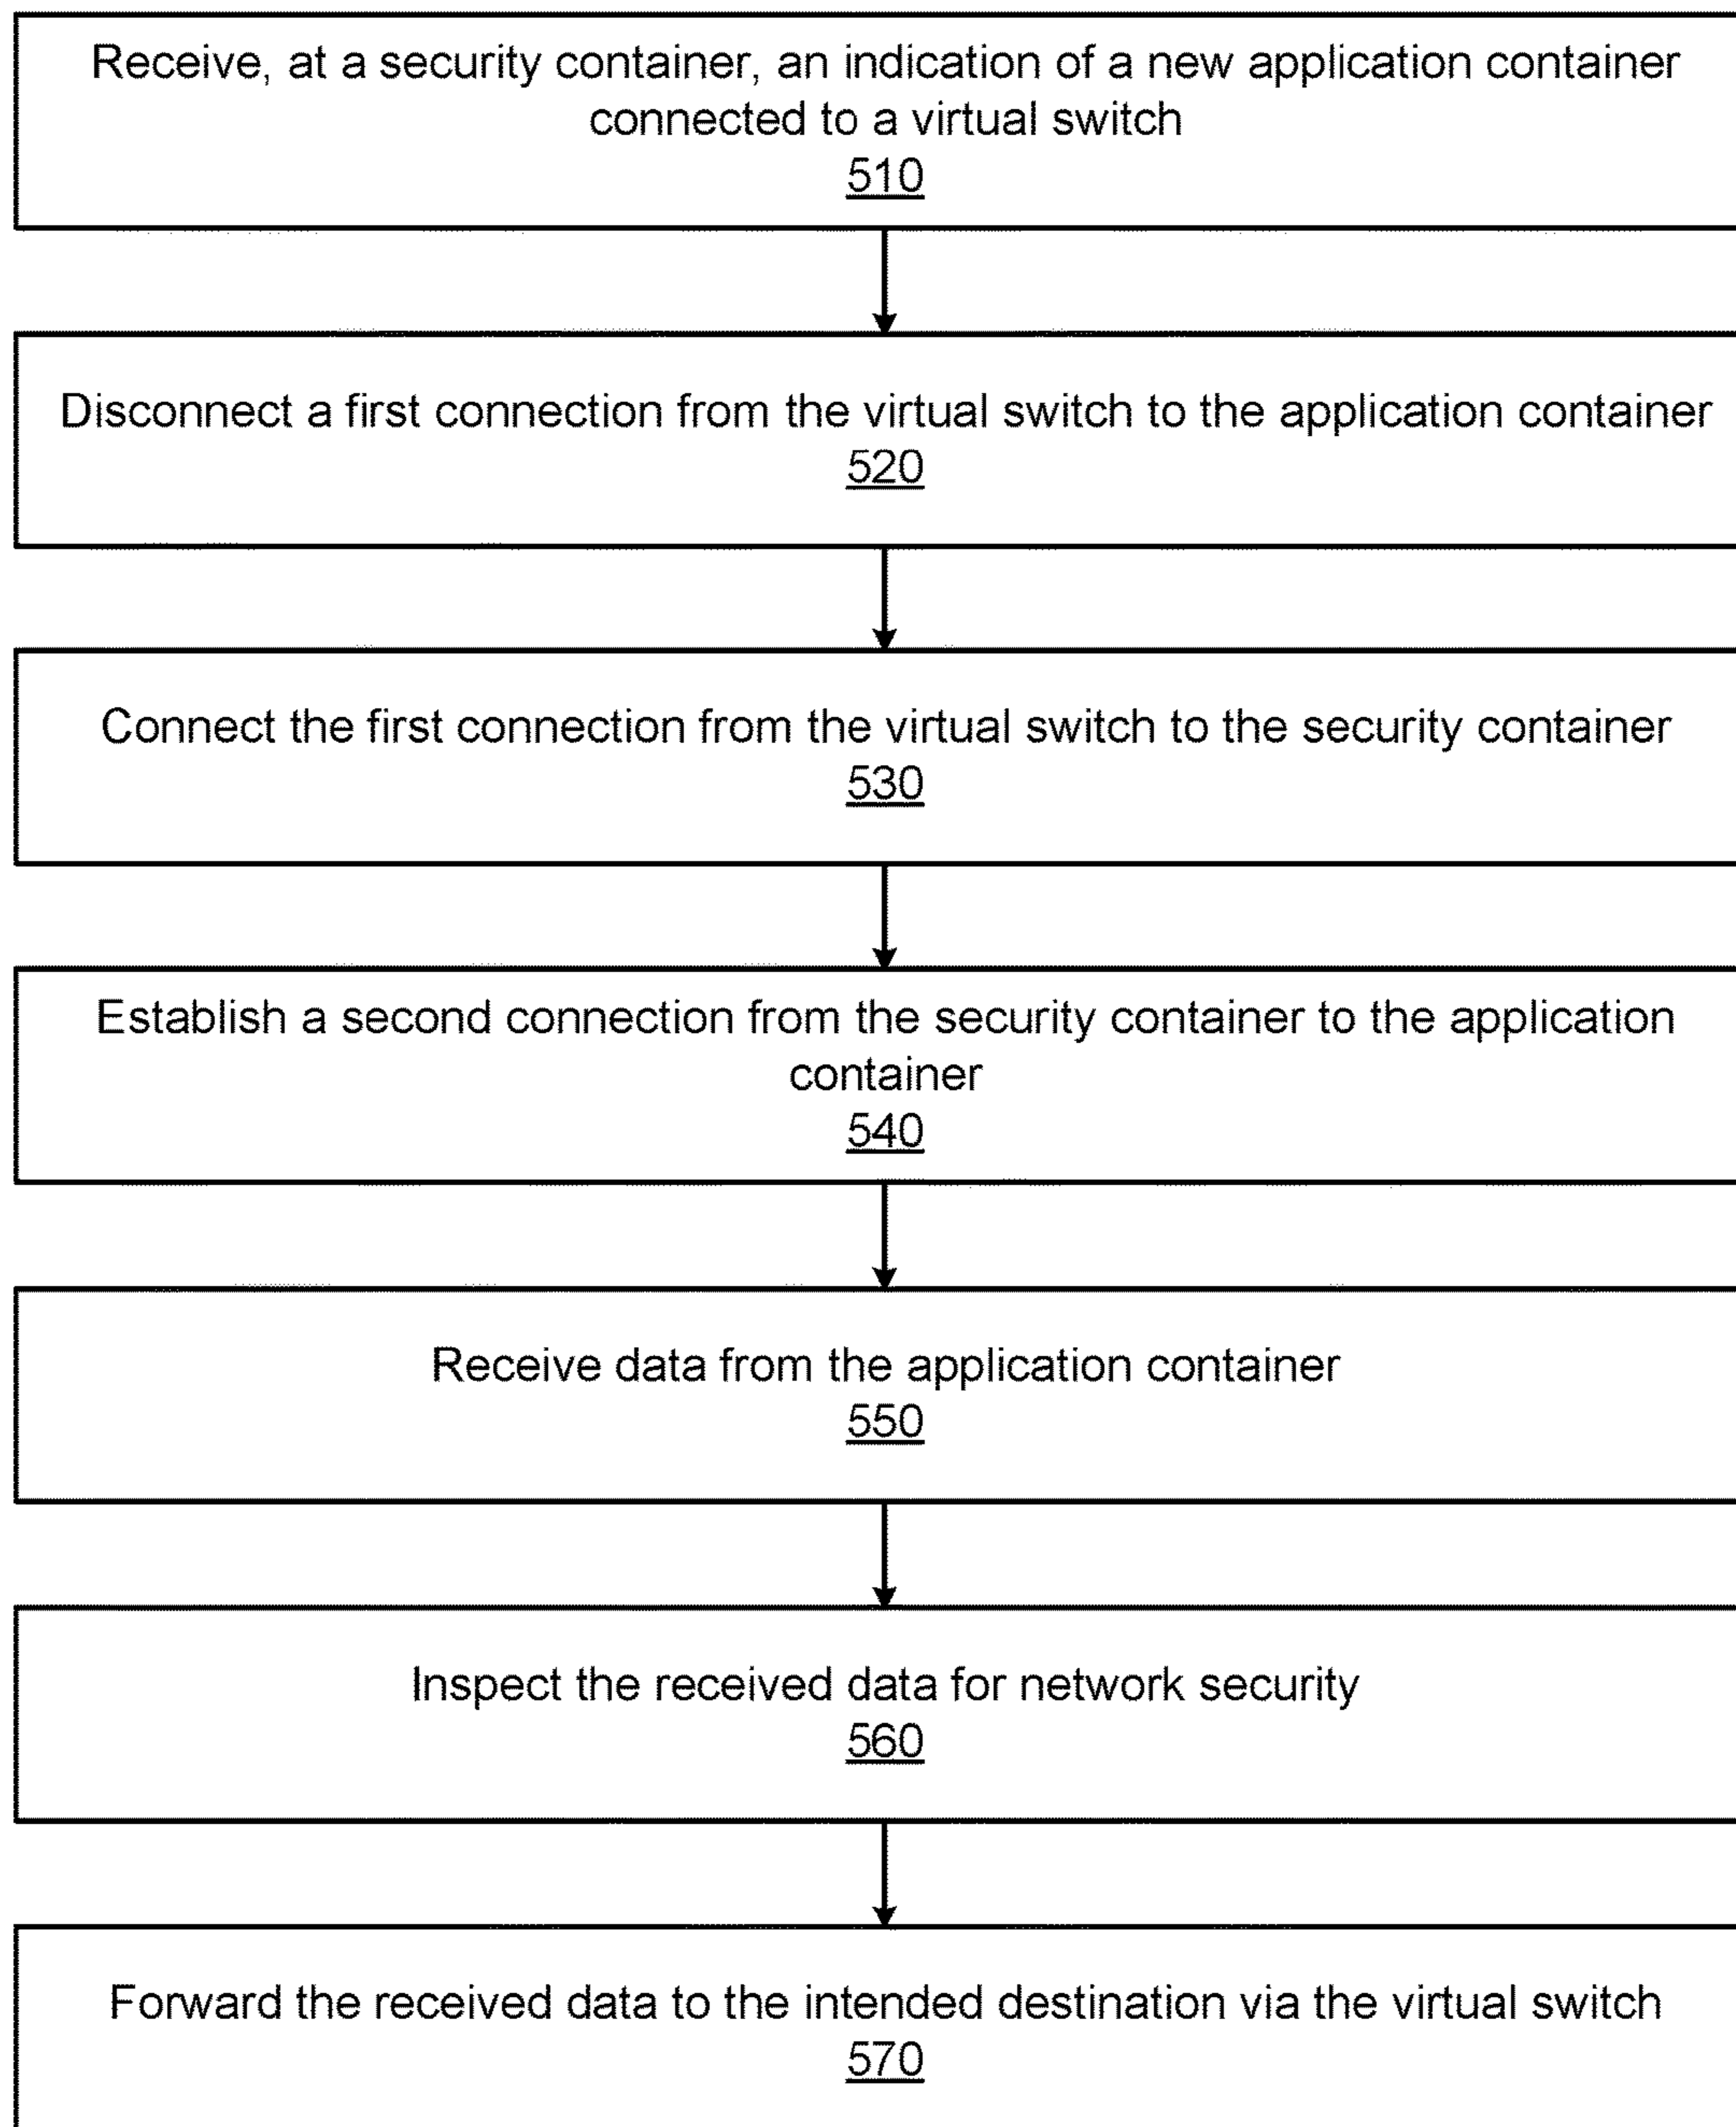 Receive, at a security container, an indication of a new application container
connected to a virtual switch
510
Disconnect a first connection from the virtual switch to the application container
520
Connect the first connection from the virtual switch to the security container
530
Establish a second connection from the security container to the application
container
540
Receive data from the application container
550
Inspect the received data for network security
560
Forward the received data to the intended destination via the virtual switch
570